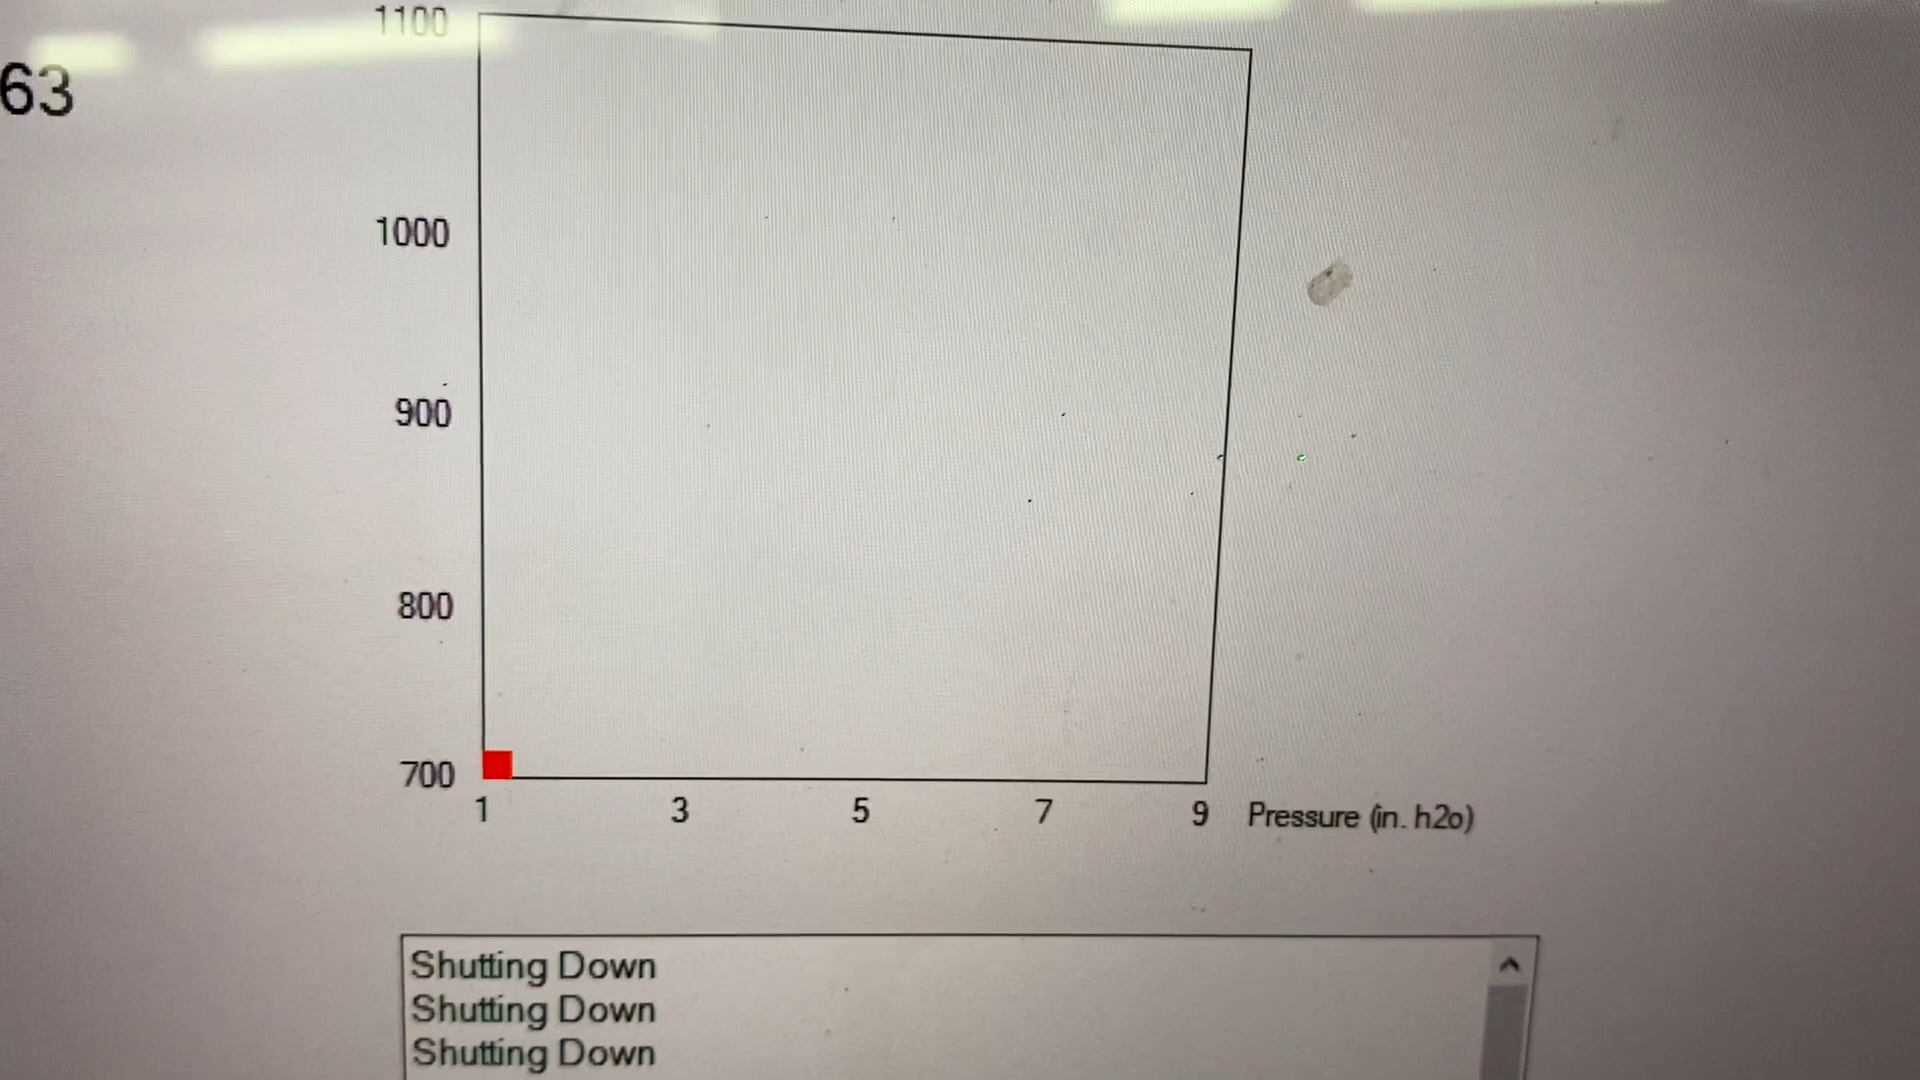 1100
63
1000
900
800
700
1 3 5 7 9 Pressure (in. h2o)
Shutting Down
Shutting Down
Shutting Down